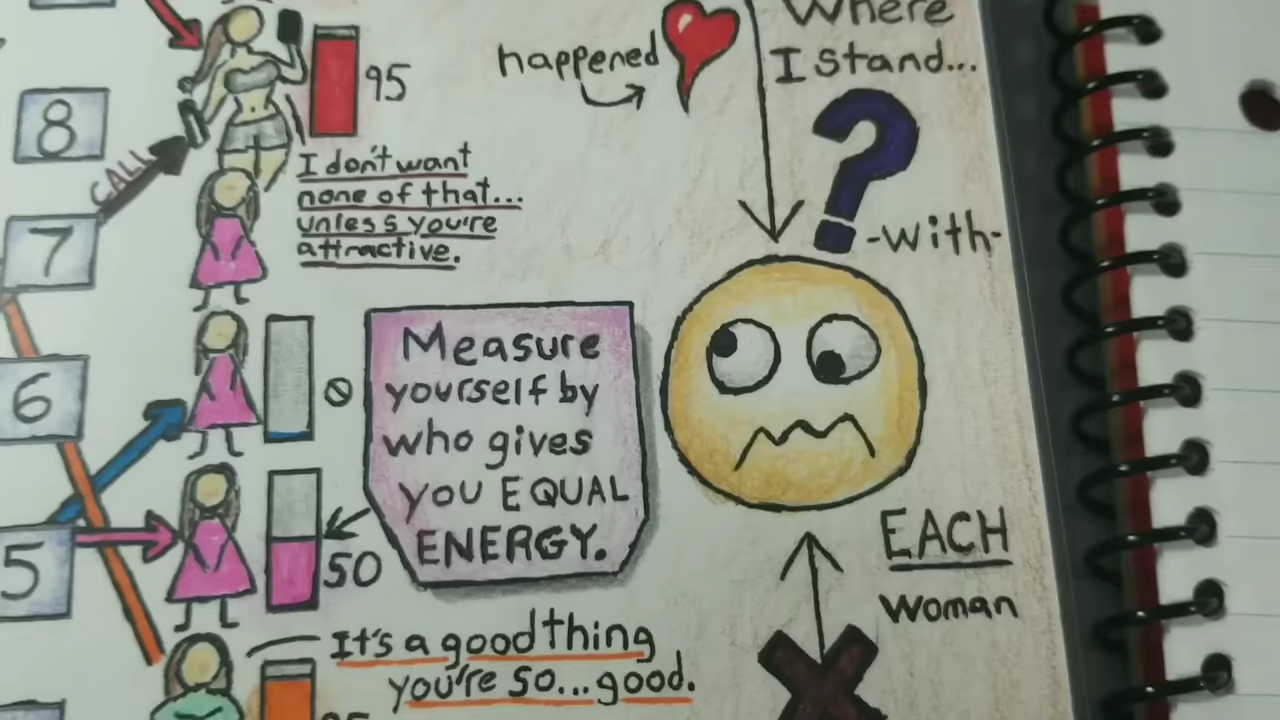 8
7
6
5
CALL
95
I don't want
none of that...
unless you're
attractive.
happened
Where
I stand...
?
-with-
Measure
yourself by
who gives
you EQUAL
ENERGY.
50
EACH
woman
It's a good thing
you're so...good.